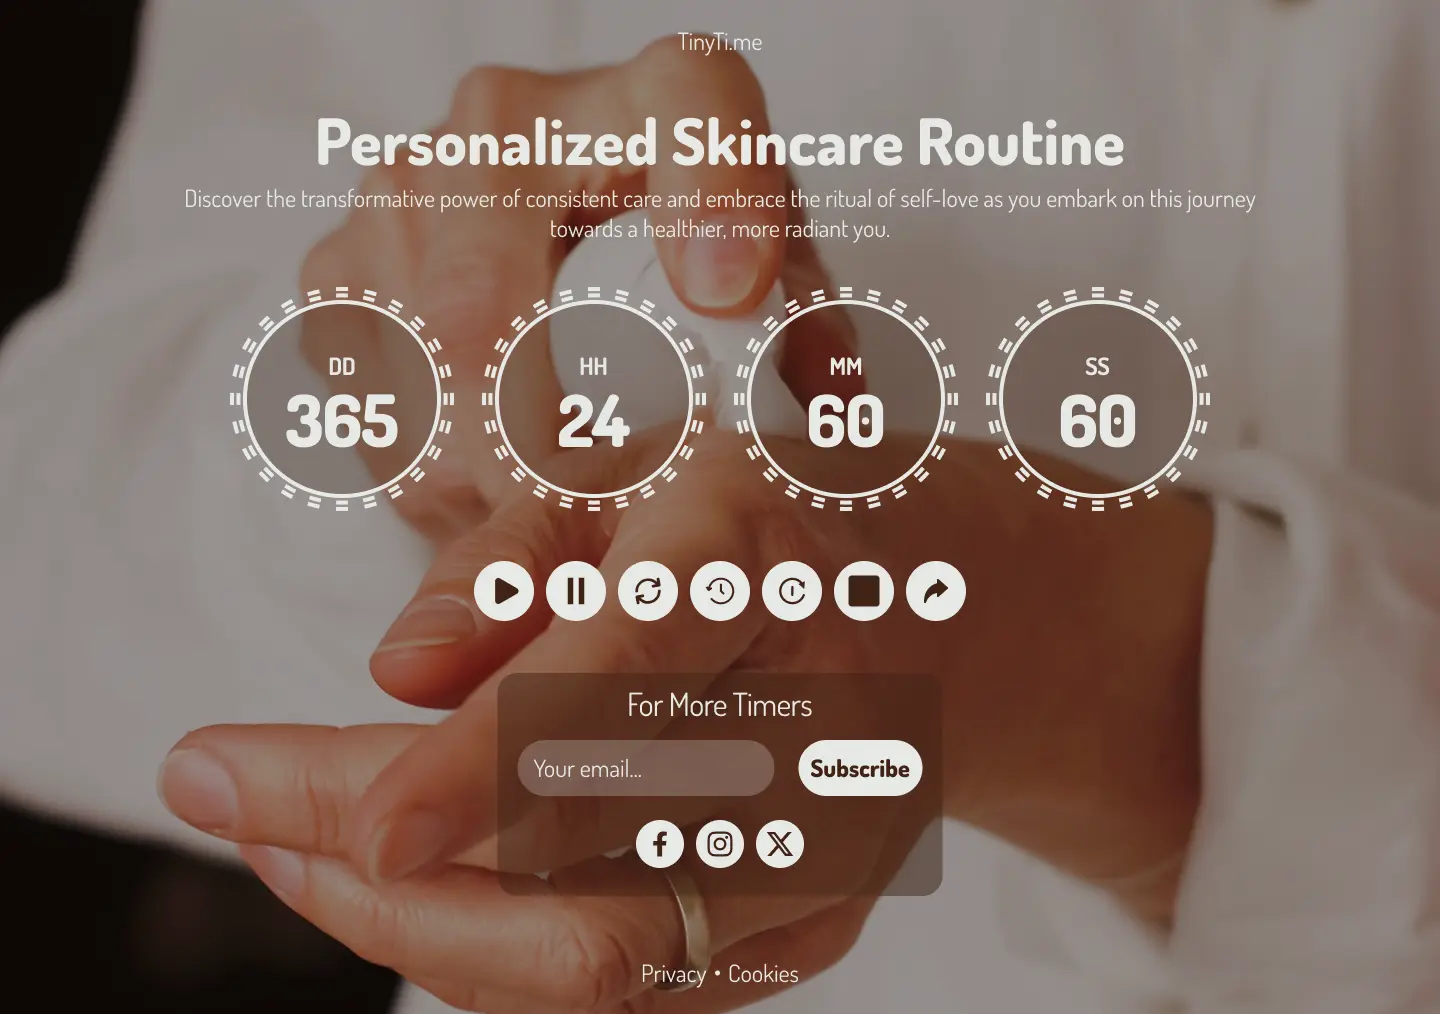 TinyTi.me
Personalized Skincare Routine
Discover the transformative power of consistent care and embrace the ritual of self-love as you embark on this journey
towards a healthier, more radiant you.
DD
365
HH
24
MM
60
SS
60
For More Timers
Your email...
Subscribe
Privacy • Cookies